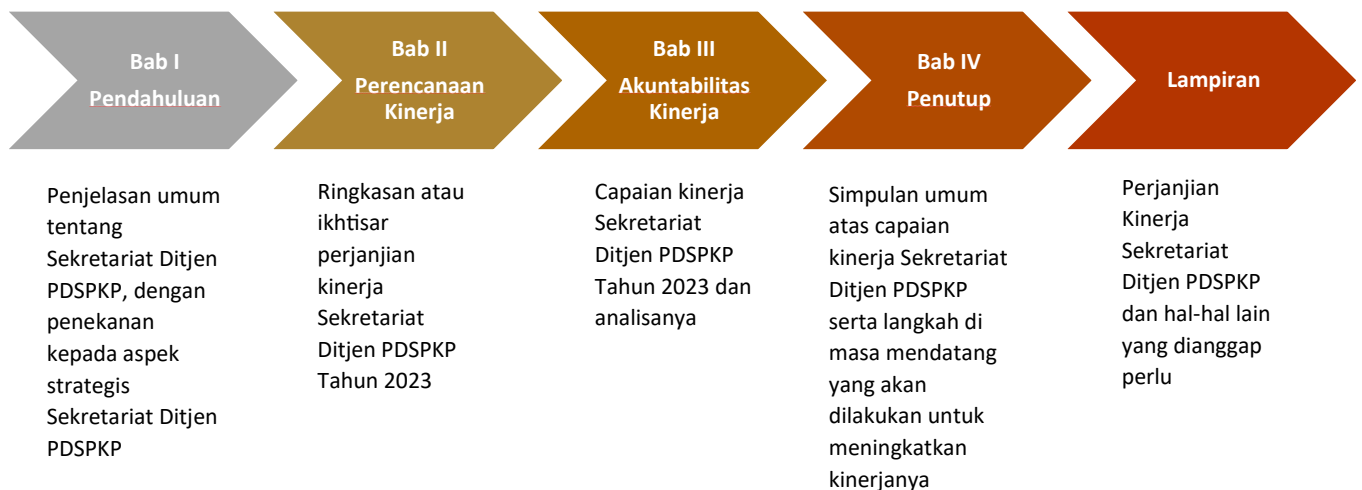 Bab I
Pendahuluan
Bab II
Perencanaan
Kinerja
Bab III
Akuntabilitas
Kinerja
Bab IV
Penutup
Lampiran
Penjelasan umum
tentang
Sekretariat Ditjen
PDSPKP, dengan
penekanan
kepada aspek
strategis
Sekretariat Ditjen
PDSPKP
Ringkasan atau
ikhtisar
perjanjian
kinerja
Sekretariat
Ditjen PDSPKP
Tahun 2023
Capaian kinerja
Sekretariat
Ditjen PDSPKP
Tahun 2023 dan
analisanya
Simpulan umum
atas capaian
kinerja Sekretariat
Ditjen PDSPKP
serta langkah di
masa mendatang
yang akan
dilakukan untuk
meningkatkan
kinerjanya
Perjanjian
Kinerja
Sekretariat
Ditjen PDSPKP
dan hal-hal lain
yang dianggap
perlu